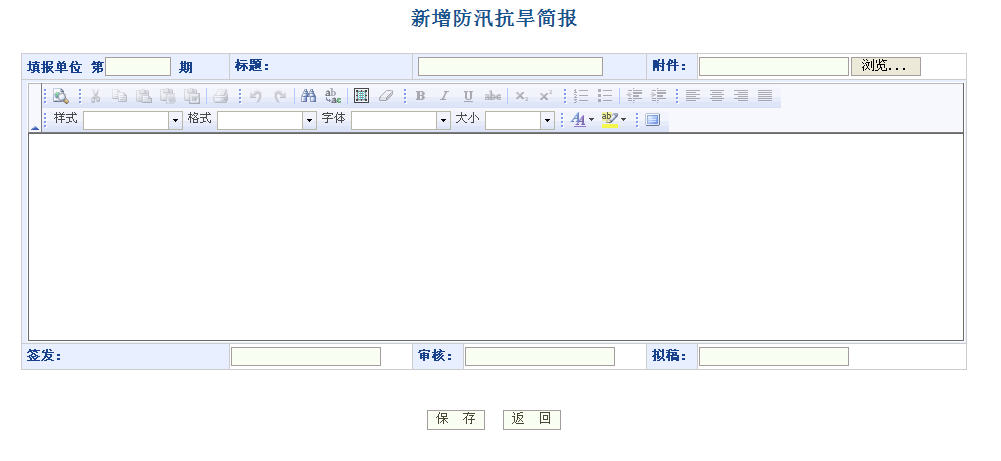 新增防汛抗旱简报
填报单位 第 期 标题： 附件： 浏览...
样式 格式 字体 大小
签发： 审核： 拟稿：
保 存 返 回